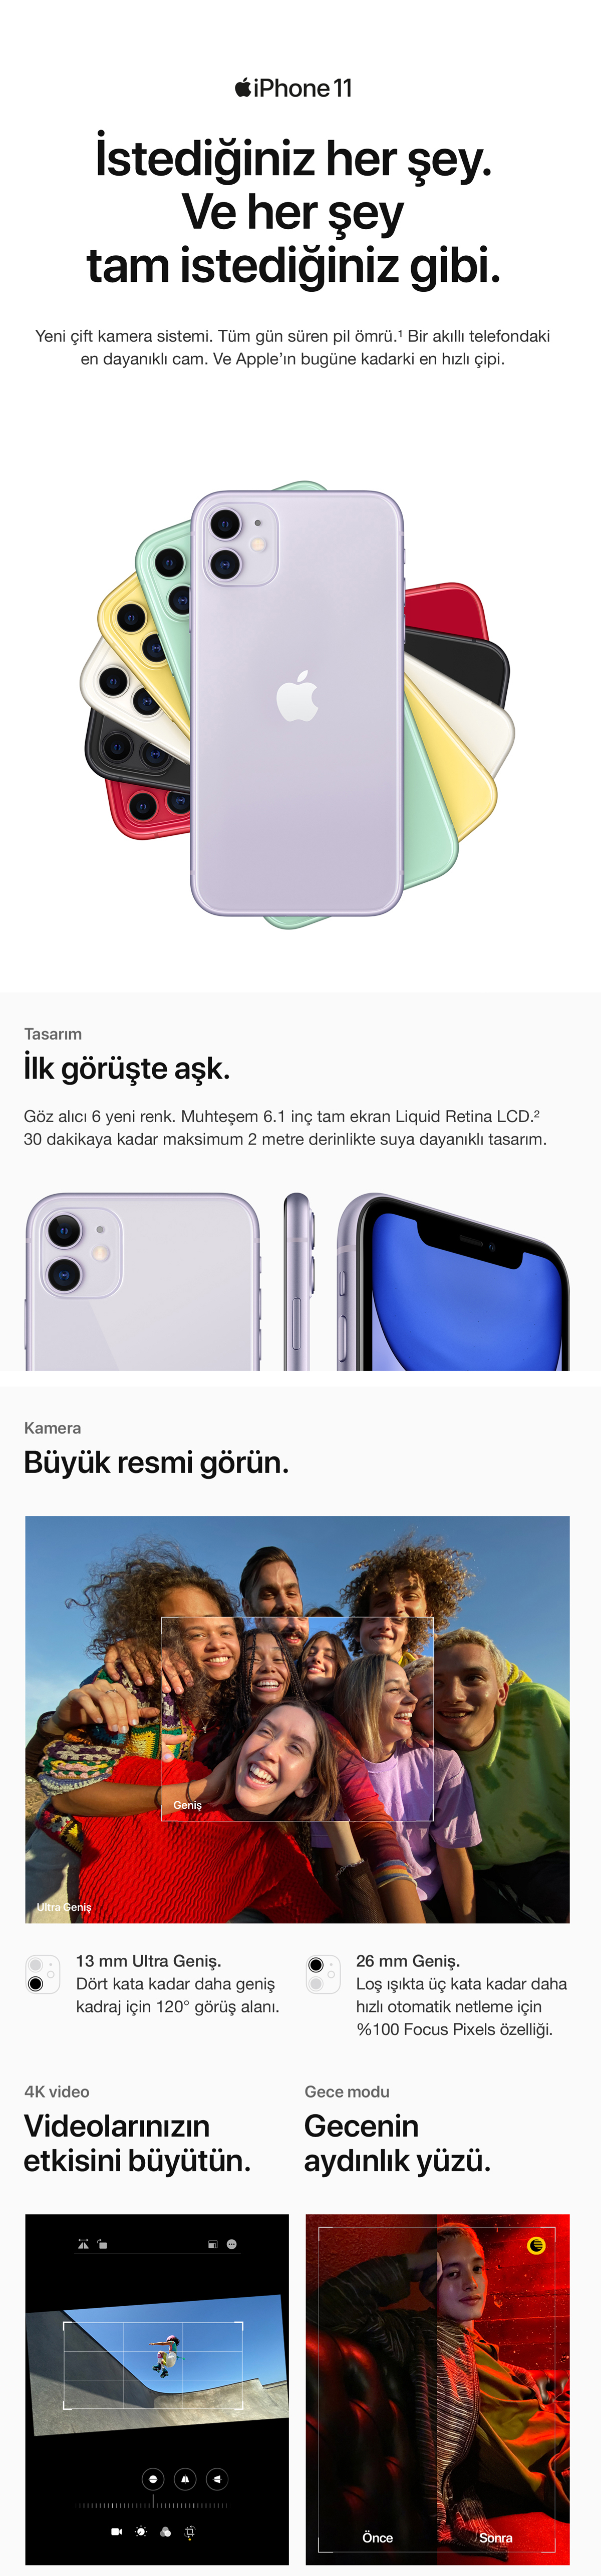 iPhone 11
İstediğiniz her şey.
Ve her şey
tam istediğiniz gibi.
Yeni çift kamera sistemi. Tüm gün süren pil ömrü.¹ Bir akıllı telefondaki
en dayanıklı cam. Ve Apple’ın bugüne kadarki en hızlı çipi.
Tasarım
İlk görüşte aşk.
Göz alıcı 6 yeni renk. Muhteşem 6.1 inç tam ekran Liquid Retina LCD.²
30 dakikaya kadar maksimum 2 metre derinlikte suya dayanıklı tasarım.
Kamera
Büyük resmi görün.
Geniş
Ultra Geniş
13 mm Ultra Geniş.
Dört kata kadar daha geniş
kadraj için 120° görüş alanı.
26 mm Geniş.
Loş ışıkta üç kata kadar daha
hızlı otomatik netleme için
%100 Focus Pixels özelliği.
4K video
Videolarınızın
etkisini büyütün.
Gece modu
Gecenin
aydınlık yüzü.
Önce
Sonra